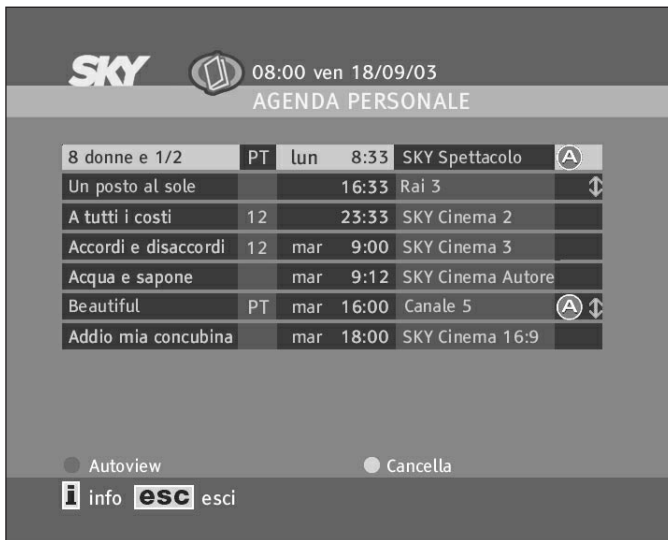 SKY 08:00 ven 18/09/03
AGENDA PERSONALE
8 donne e 1/2 PT lun 8:33 SKY Spettacolo A
Un posto al sole 16:33 Rai 3
A tutti i costi 12 23:33 SKY Cinema 2
Accordi e disaccordi 12 mar 9:00 SKY Cinema 3
Acqua e sapone mar 9:12 SKY Cinema Autore
Beautiful PT mar 16:00 Canale 5 A
Addio mia concubina mar 18:00 SKY Cinema 16:9
Autoview Cancella
i info esc esci